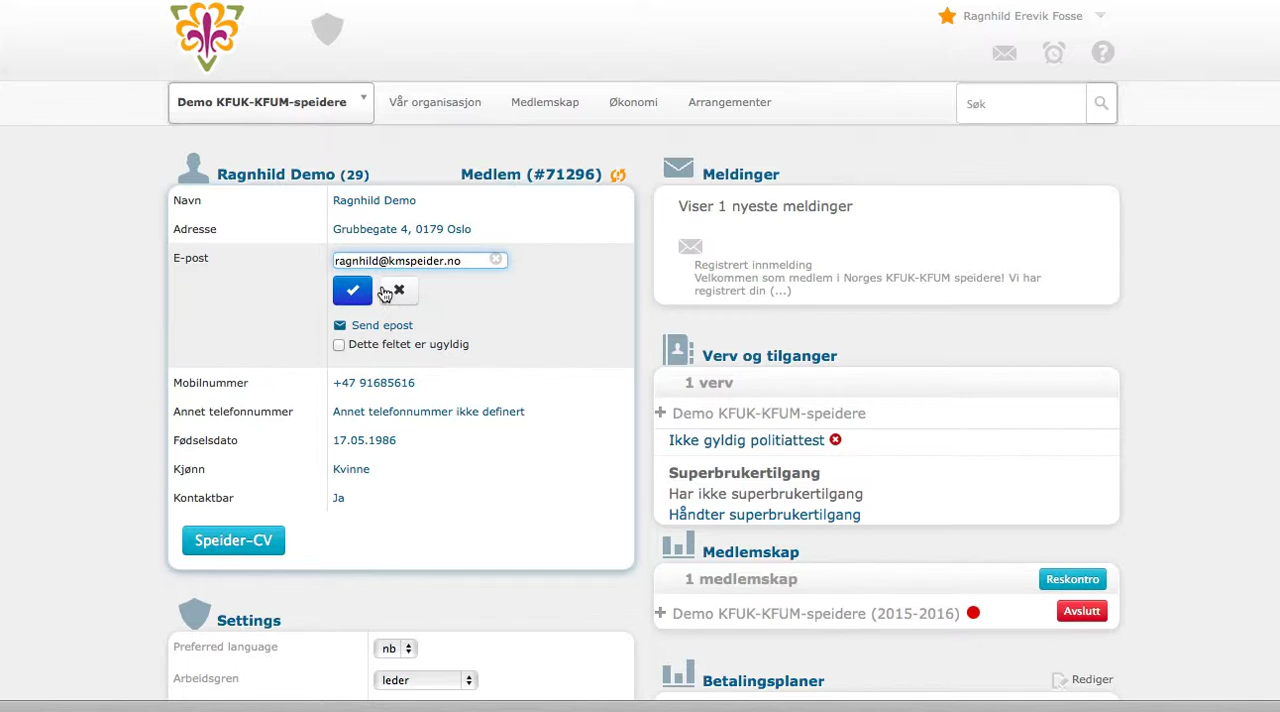 Ragnhild Erevik Fosse
Demo KFUK-KFUM-speidere
Vår organisasjon
Medlemskap
Økonomi
Arrangementer
Søk
Ragnhild Demo (29)
Medlem (#71296)
Navn
Ragnhild Demo
Adresse
Grubbegate 4, 0179 Oslo
E-post
ragnhild@kmspeider.no
Send epost
Dette feltet er ugyldig
Mobilnummer
+47 91685616
Annet telefonnummer
Annet telefonnummer ikke definert
Fødselsdato
17.05.1986
Kjønn
Kvinne
Kontaktbar
Ja
Speider-CV
Settings
Preferred language
nb
Arbeidsgren
leder
Meldinger
Viser 1 nyeste meldinger
Registrert innmelding
Velkommen som medlem i Norges KFUK-KFUM speidere! Vi har
registrert din (...)
Verv og tilganger
1 verv
Demo KFUK-KFUM-speidere
Ikke gyldig politiattest
Superbrukertilgang
Har ikke superbrukertilgang
Håndter superbrukertilgang
Medlemskap
1 medlemskap
Reskontro
Demo KFUK-KFUM-speidere (2015-2016)
Avslutt
Betalingsplaner
Rediger